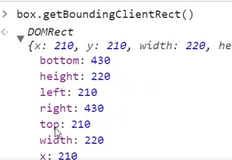 > box.getBoundingClientRect()
DOMRect
{x: 210, y: 210, width: 220, he
bottom: 430
height: 220
left: 210
right: 430
top: 210
width: 220
x: 210